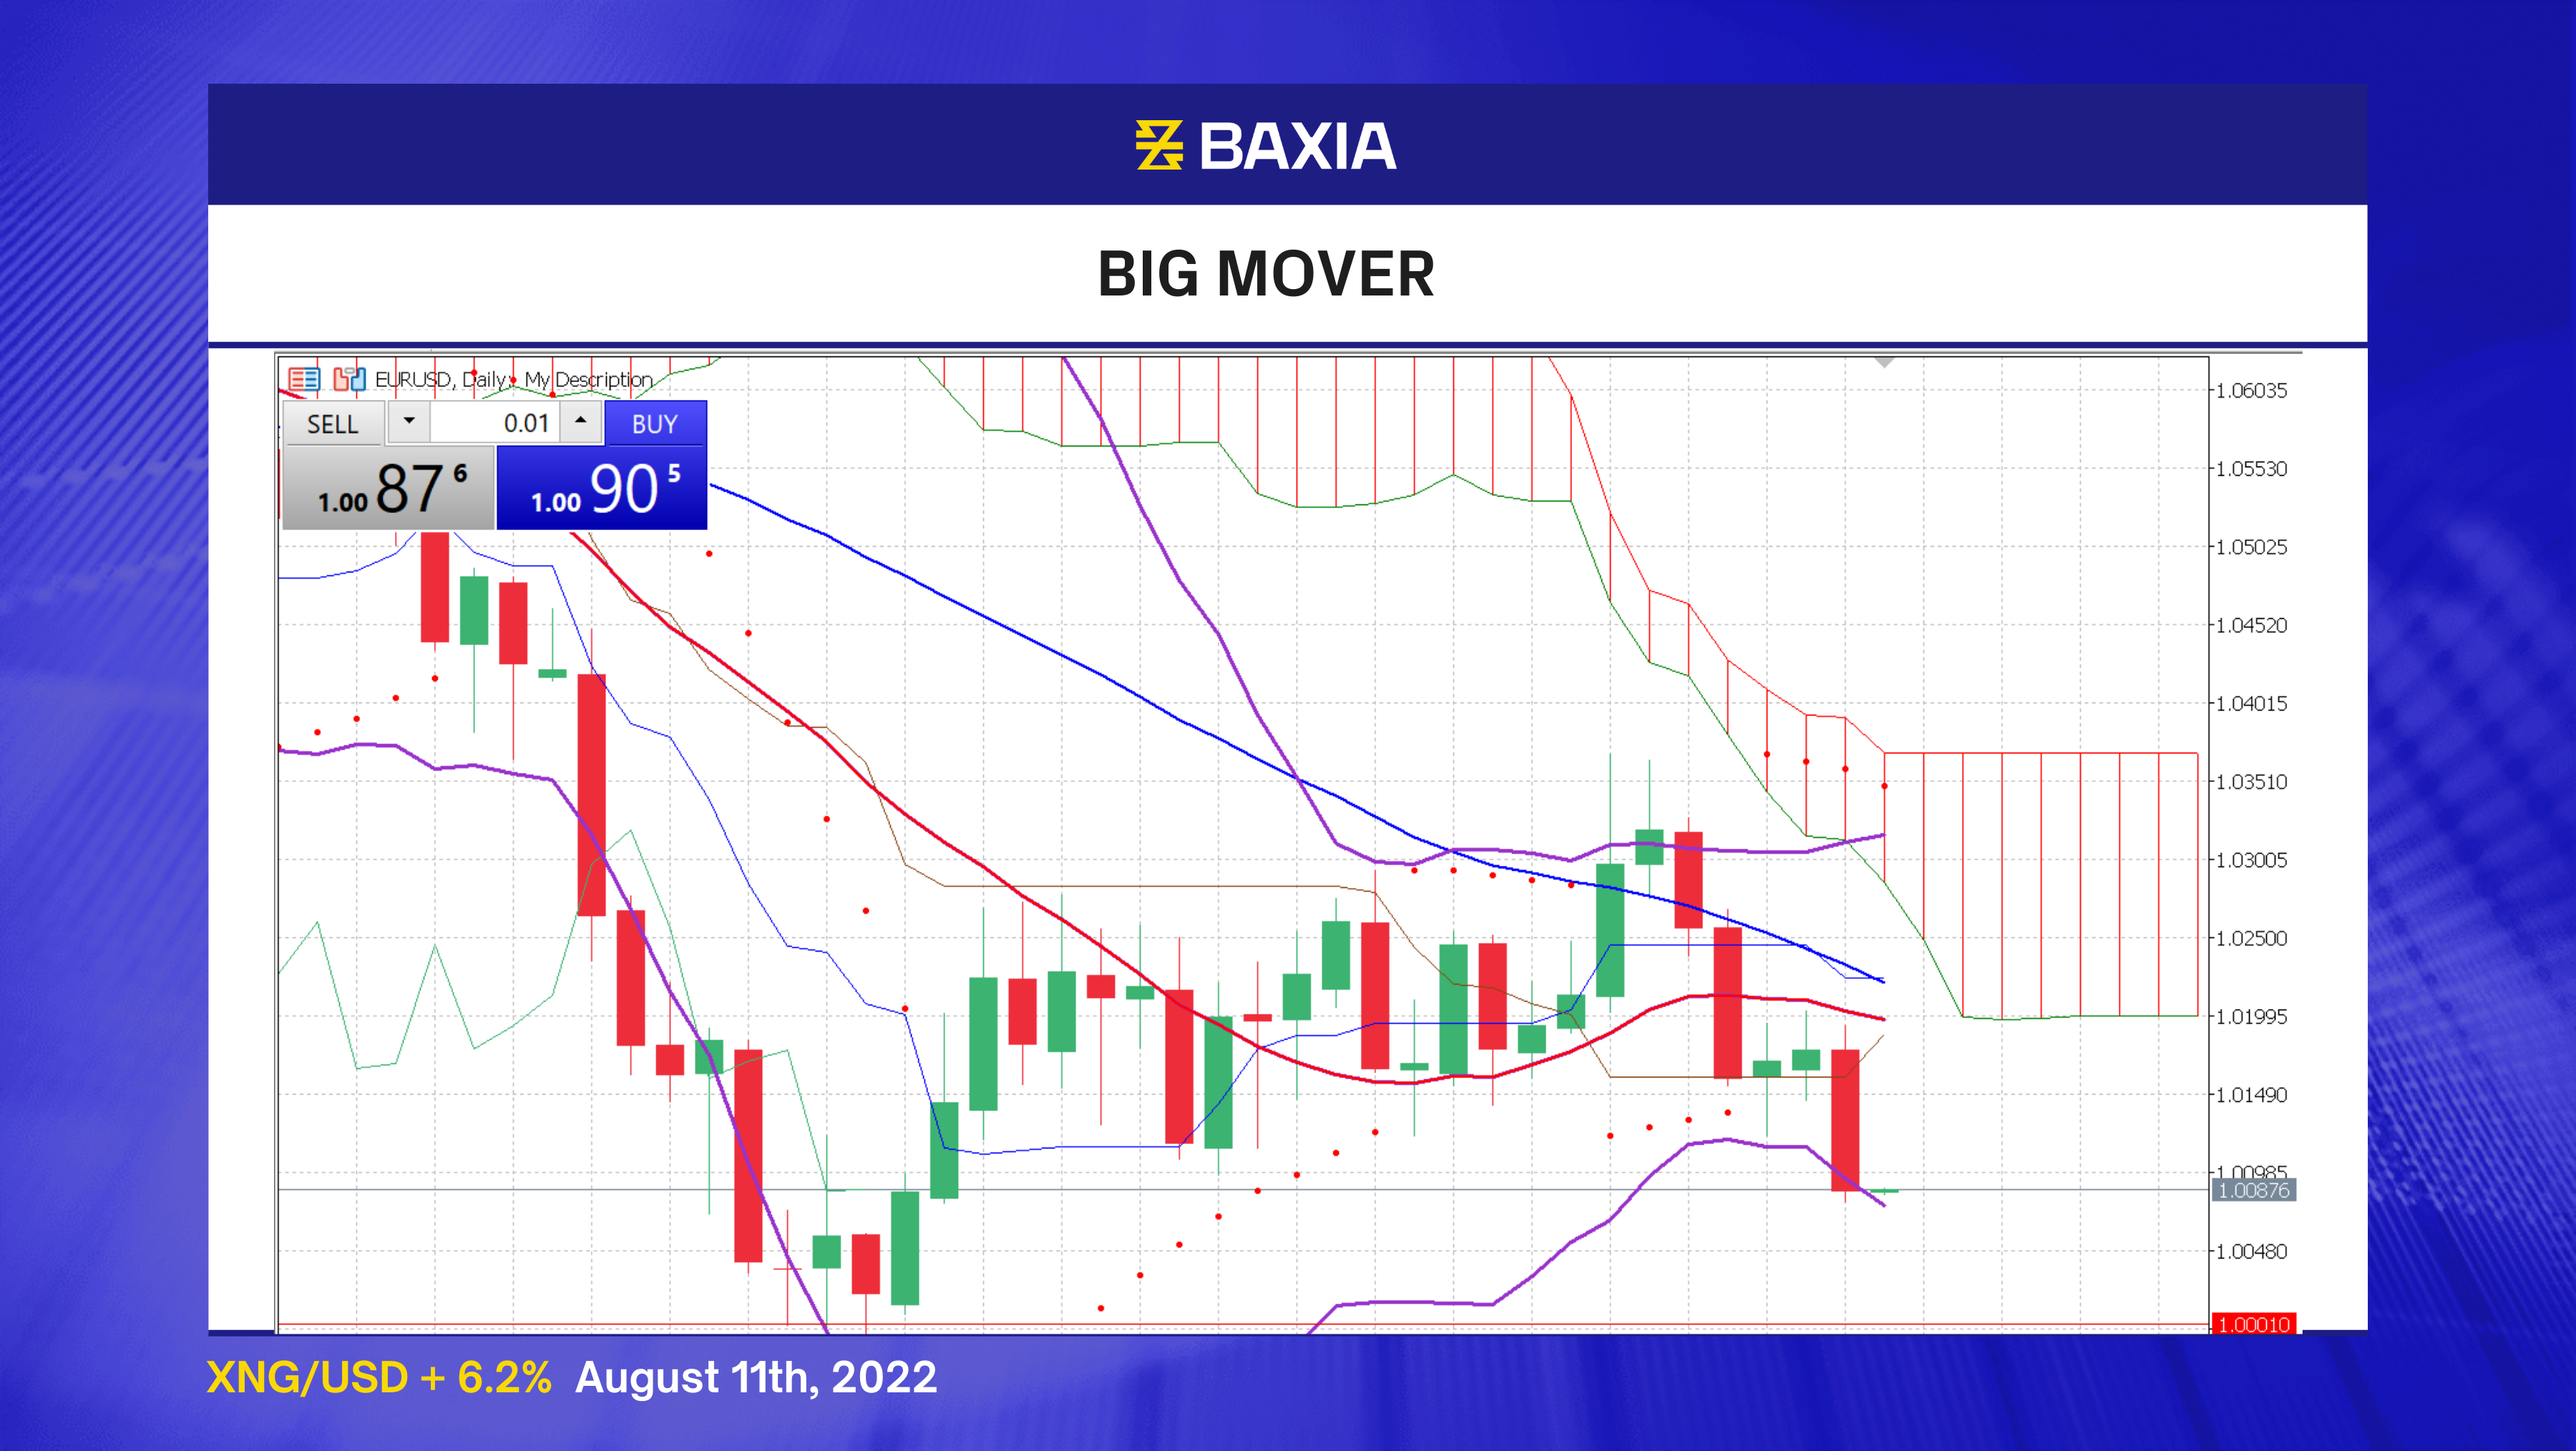 BAXIA
BIG MOVER
EURUSD, Daily: My Description
SELL 0.01 BUY
1.00 87 6 1.00 90 5
1.06035
1.05530
1.05025
1.04520
1.04015
1.03510
1.03005
1.02500
1.01995
1.01490
1.00985
1.00876
1.00480
1.00010
XNG/USD + 6.2% August 11th, 2022